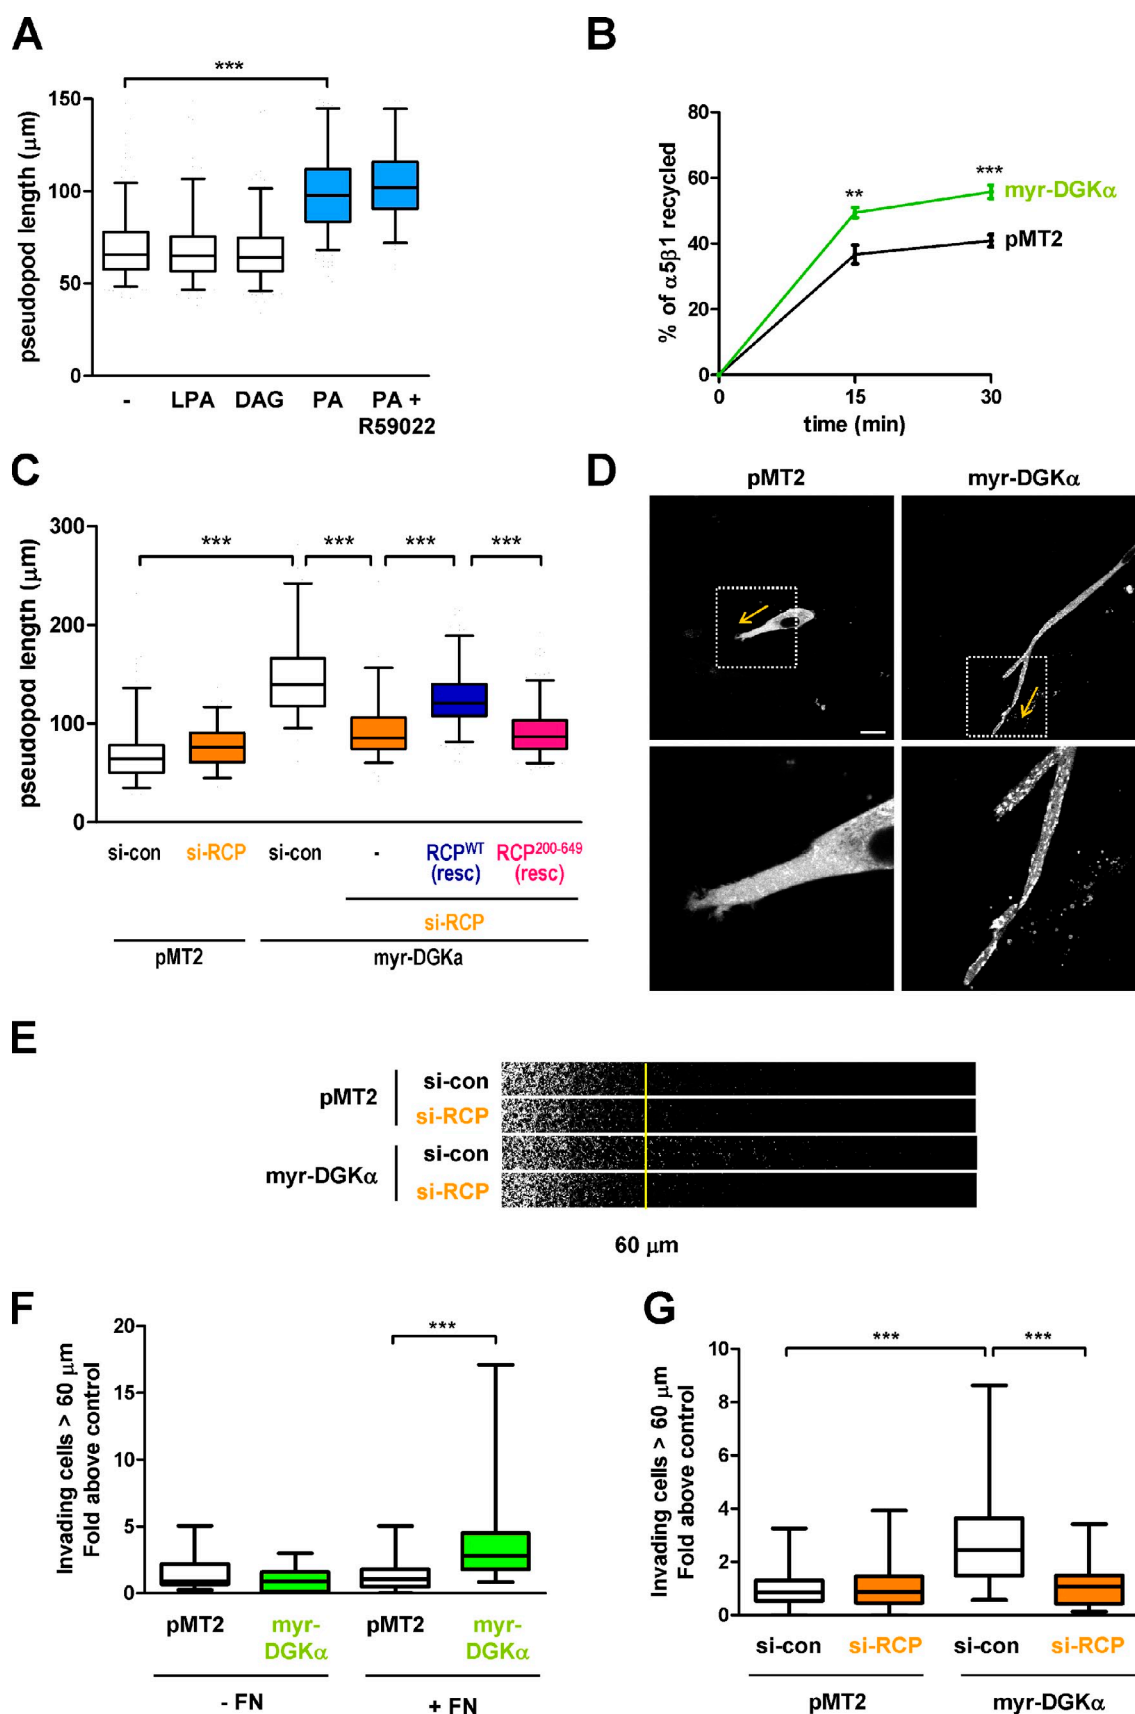 A
***
pseudopod length (μm)
150
100
50
0
-
LPA
DAG
PA
PA +
R59022
B
% of α5β1 recycled
80
60
40
20
0
**
***
myr-DGKα
pMT2
0
15
30
time (min)
C
pseudopod length (μm)
300
200
100
0
***
***
***
***
si-con
si-RCP
si-con
-
RCP^WT
(resc)
RCP^200-649
(resc)
si-RCP
pMT2
myr-DGKa
D
pMT2
myr-DGKα
E
pMT2
si-con
si-RCP
myr-DGKα
si-con
si-RCP
60 μm
F
Invading cells > 60 μm
Fold above control
20
15
10
5
0
***
pMT2
myr-
DGKα
pMT2
myr-
DGKα
- FN
+ FN
G
Invading cells > 60 μm
Fold above control
10
8
6
4
2
0
***
***
si-con
si-RCP
si-con
si-RCP
pMT2
myr-DGKα